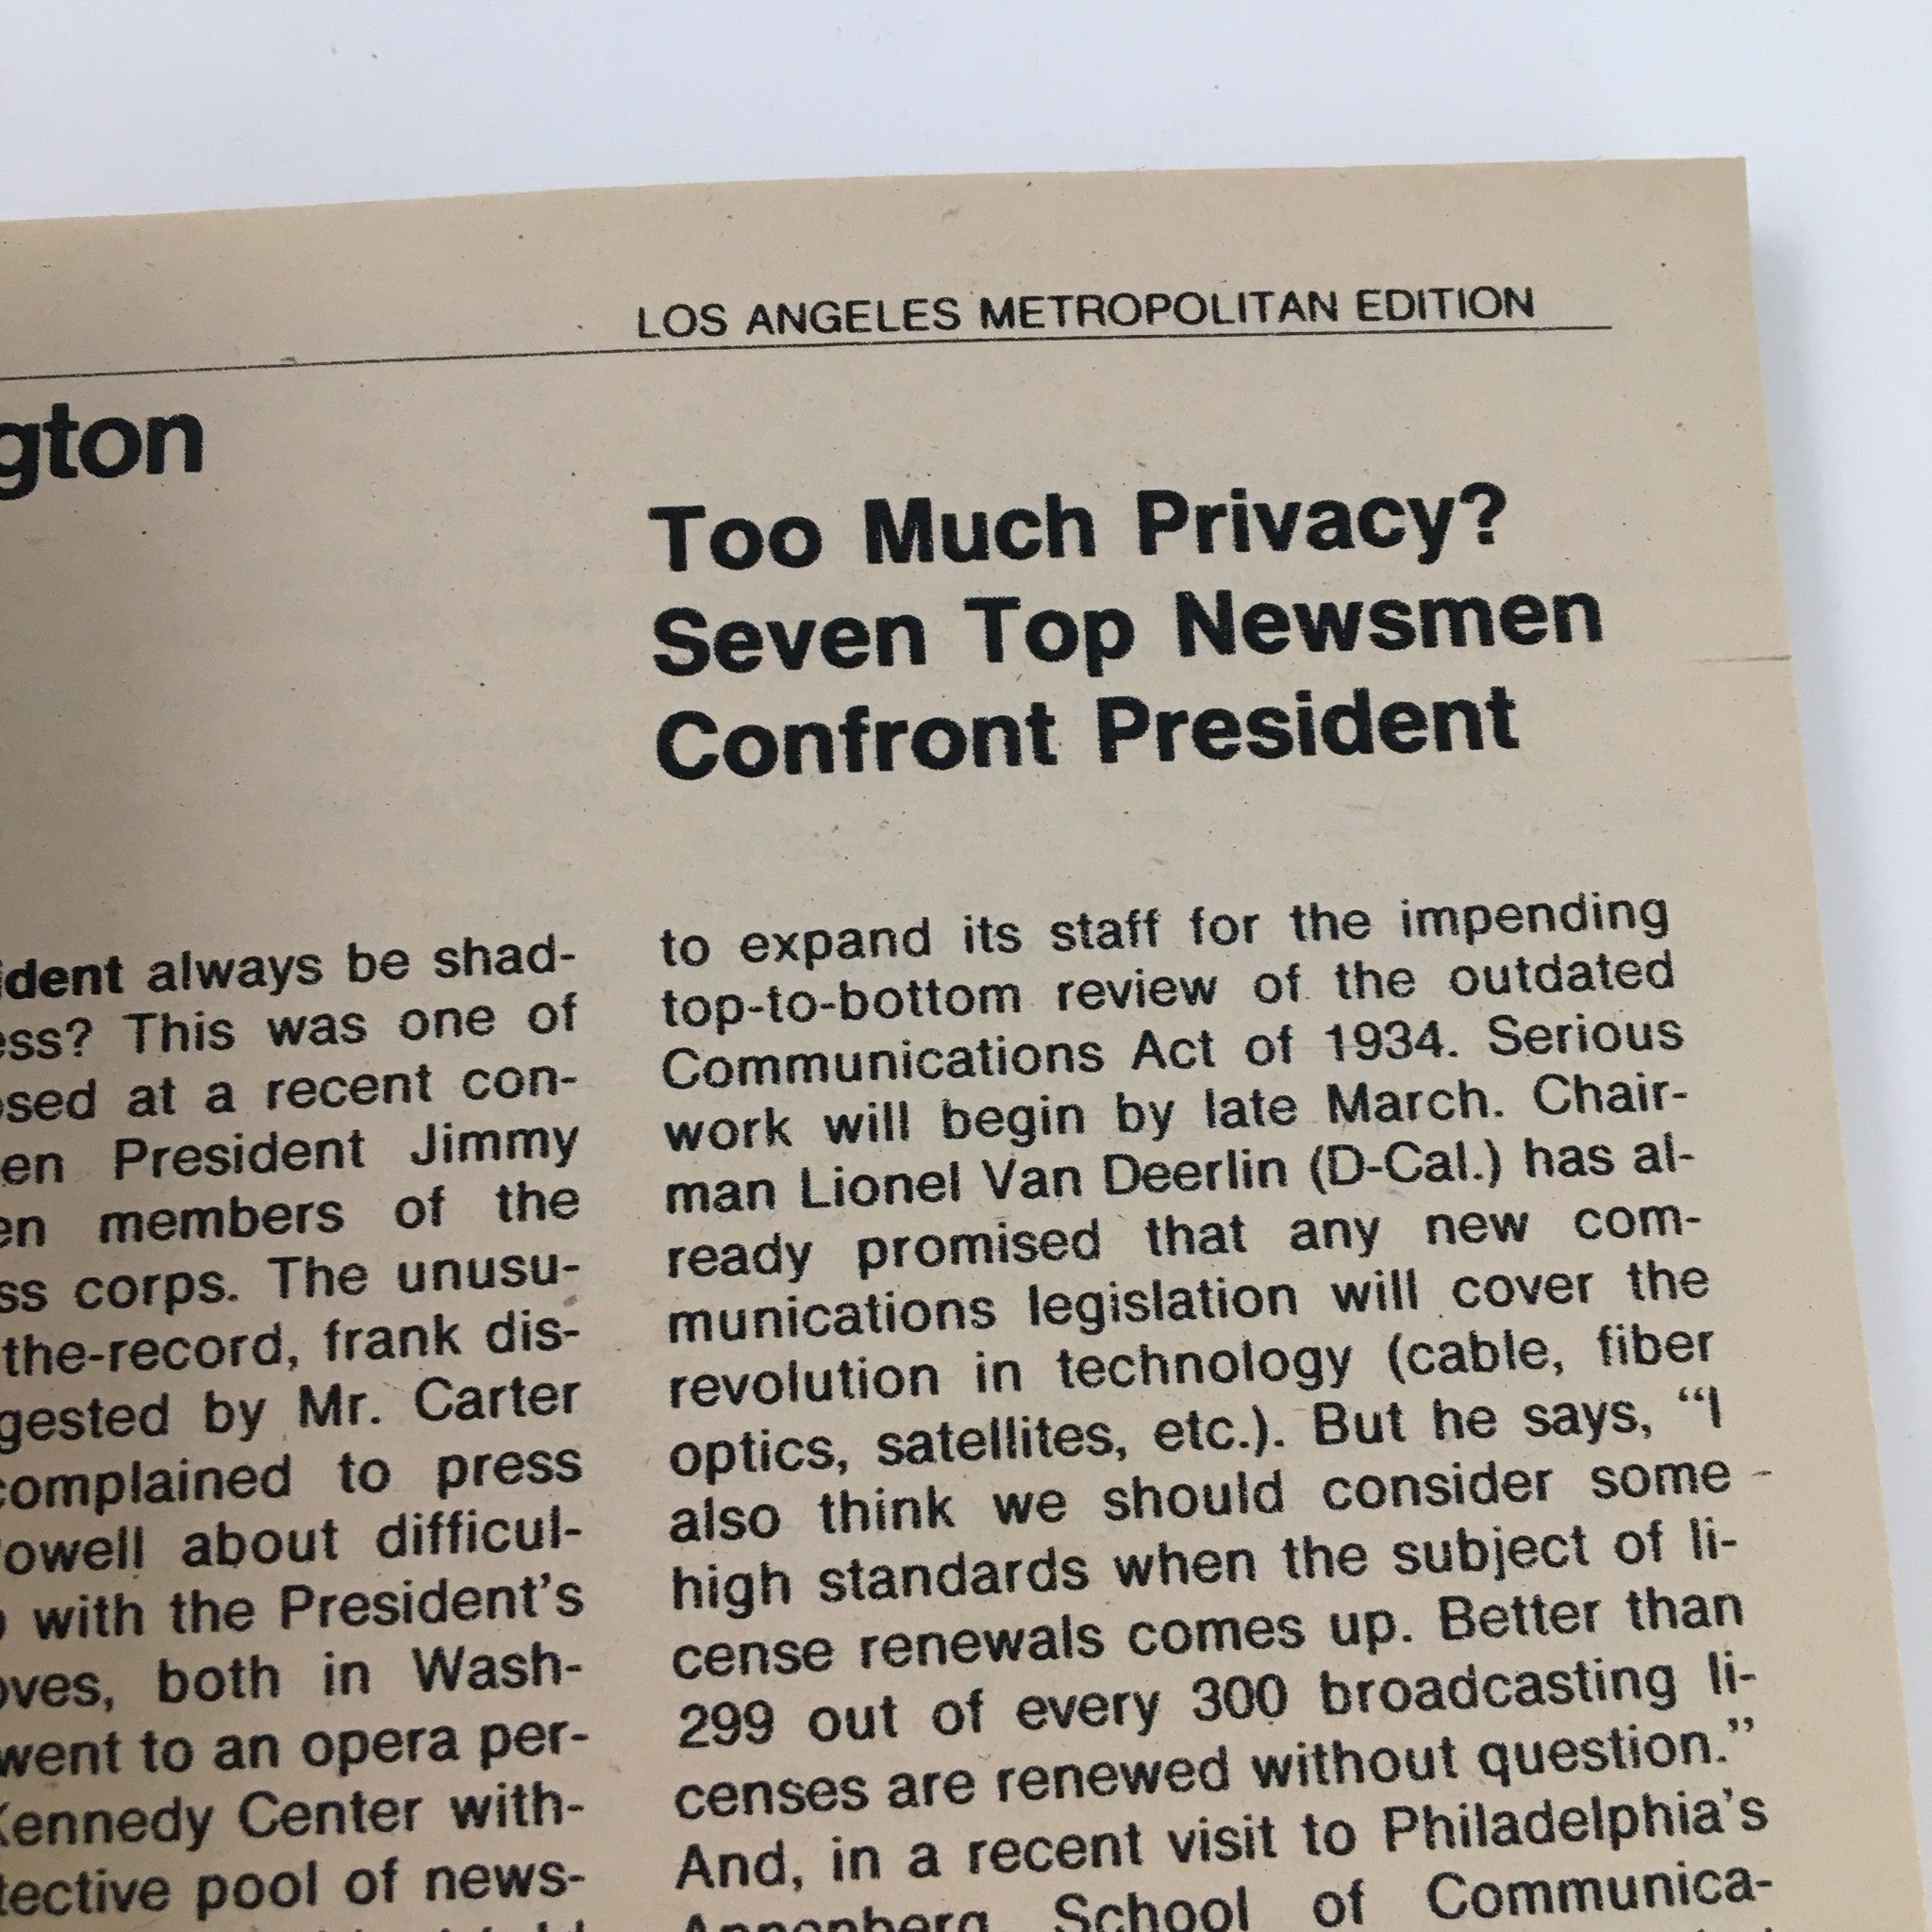 LOS ANGELES METROPOLITAN EDITION
gton
Too Much Privacy?
Seven Top Newsmen
Confront President
ident always be shad-
ess? This was one of
osed at a recent con-
en President Jimmy
en members of the
ss corps. The unusu-
the-record, frank dis-
gested by Mr. Carter
complained to press
owell about difficul-
with the President's
oves, both in Wash-
went to an opera per-
Kennedy Center with-
tective pool of news-
to expand its staff for the impending
top-to-bottom review of the outdated
Communications Act of 1934. Serious
work will begin by late March. Chair-
man Lionel Van Deerlin (D-Cal.) has al-
ready promised that any new com-
munications legislation will cover the
revolution in technology (cable, fiber
optics, satellites, etc.). But he says, “I
also think we should consider some
high standards when the subject of li-
cense renewals comes up. Better than
299 out of every 300 broadcasting li-
censes are renewed without question.”
And, in a recent visit to Philadelphia's
Annenberg School of Communica-